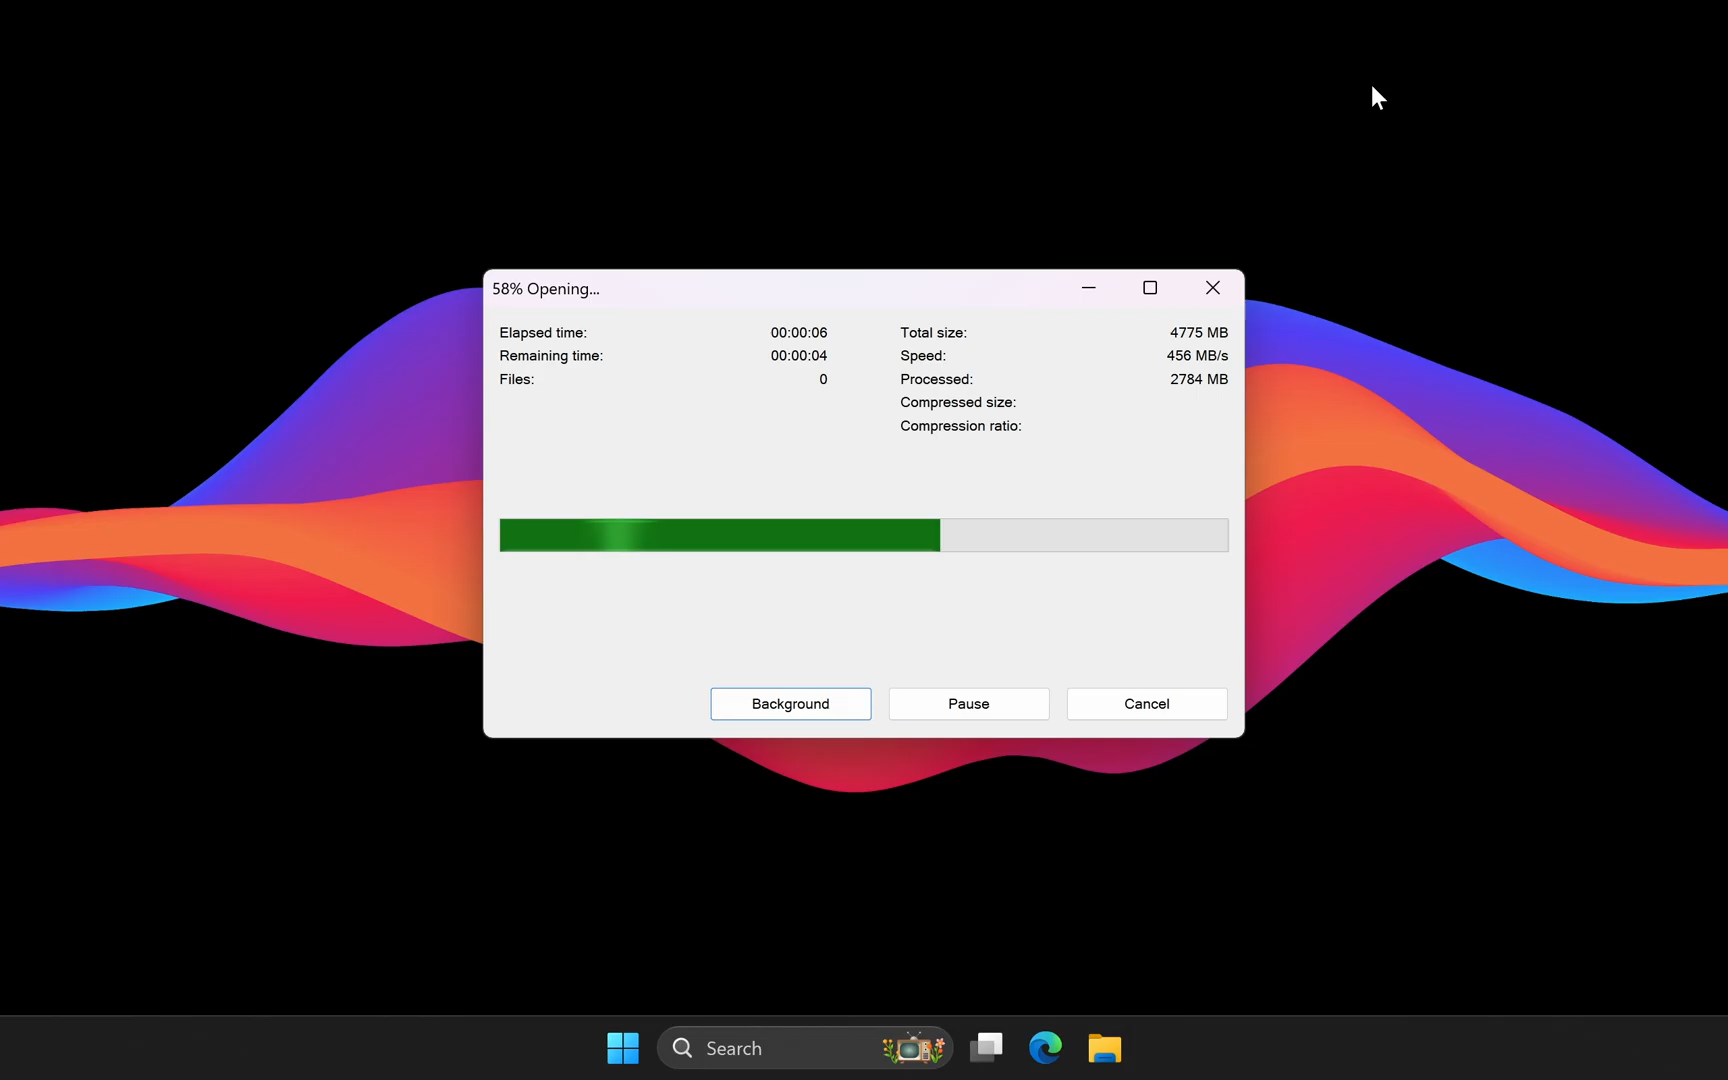 58% Opening...
Elapsed time: 00:00:06 Total size: 4775 MB
Remaining time: 00:00:04 Speed: 456 MB/s
Files: 0 Processed: 2784 MB
Compressed size:
Compression ratio:
Background Pause Cancel
Search